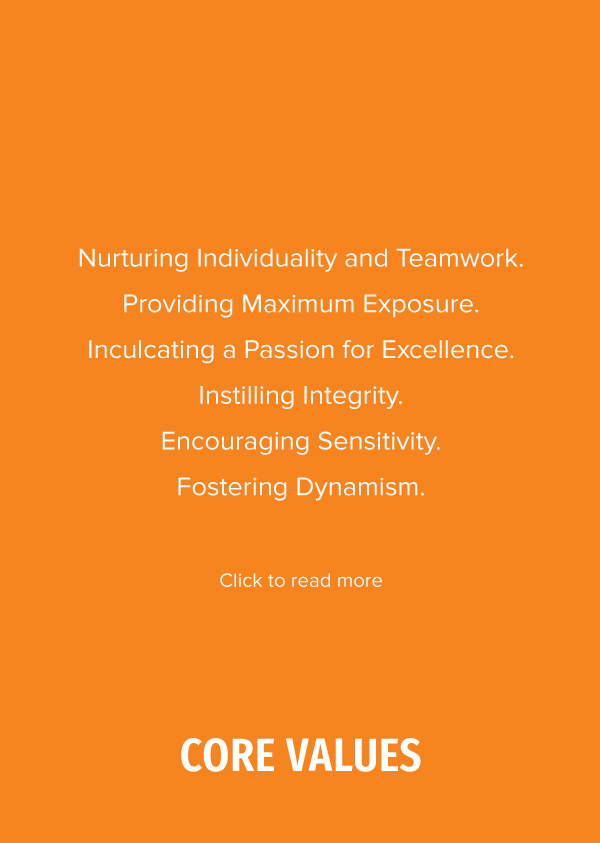 Nurturing Individuality and Teamwork.
Providing Maximum Exposure.
Inculcating a Passion for Excellence.
Instilling Integrity.
Encouraging Sensitivity.
Fostering Dynamism.
Click to read more
CORE VALUES